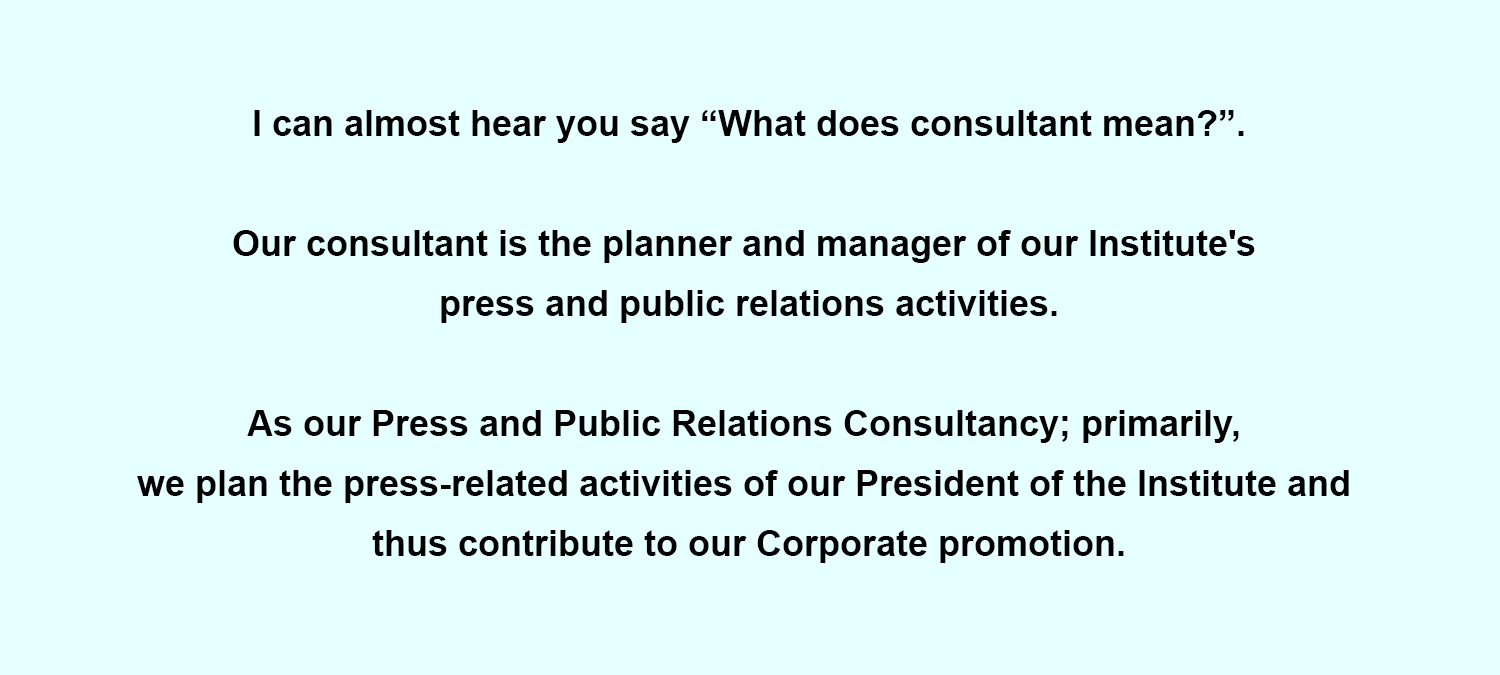 I can almost hear you say “What does consultant mean?”.
Our consultant is the planner and manager of our Institute's
press and public relations activities.
As our Press and Public Relations Consultancy; primarily,
we plan the press-related activities of our President of the Institute and
thus contribute to our Corporate promotion.